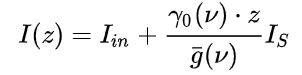 I(z) = I_{in} + \frac{\gamma_0(\nu) \cdot z}{\bar{g}(\nu)} I_S